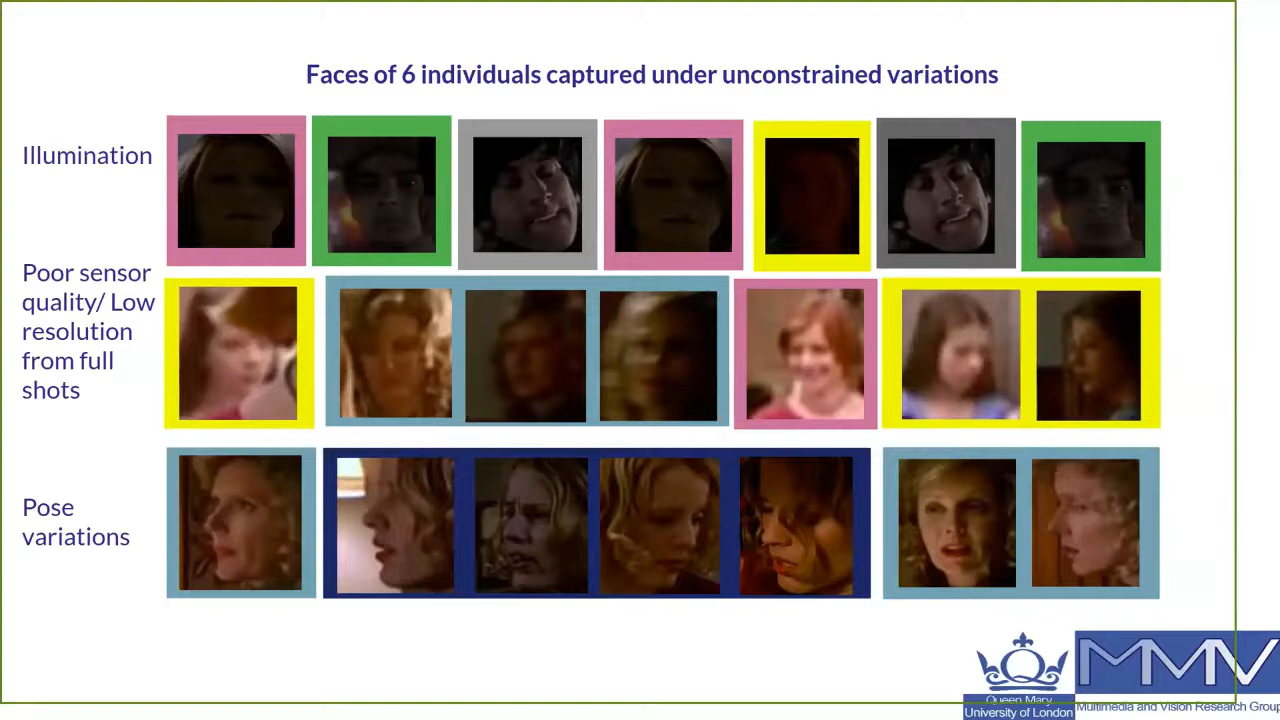 Faces of 6 individuals captured under unconstrained variations
Illumination
Poor sensor
quality/ Low
resolution
from full
shots
Pose
variations
Queen Mary
University of London
MMV
Multimedia and Vision Research Group